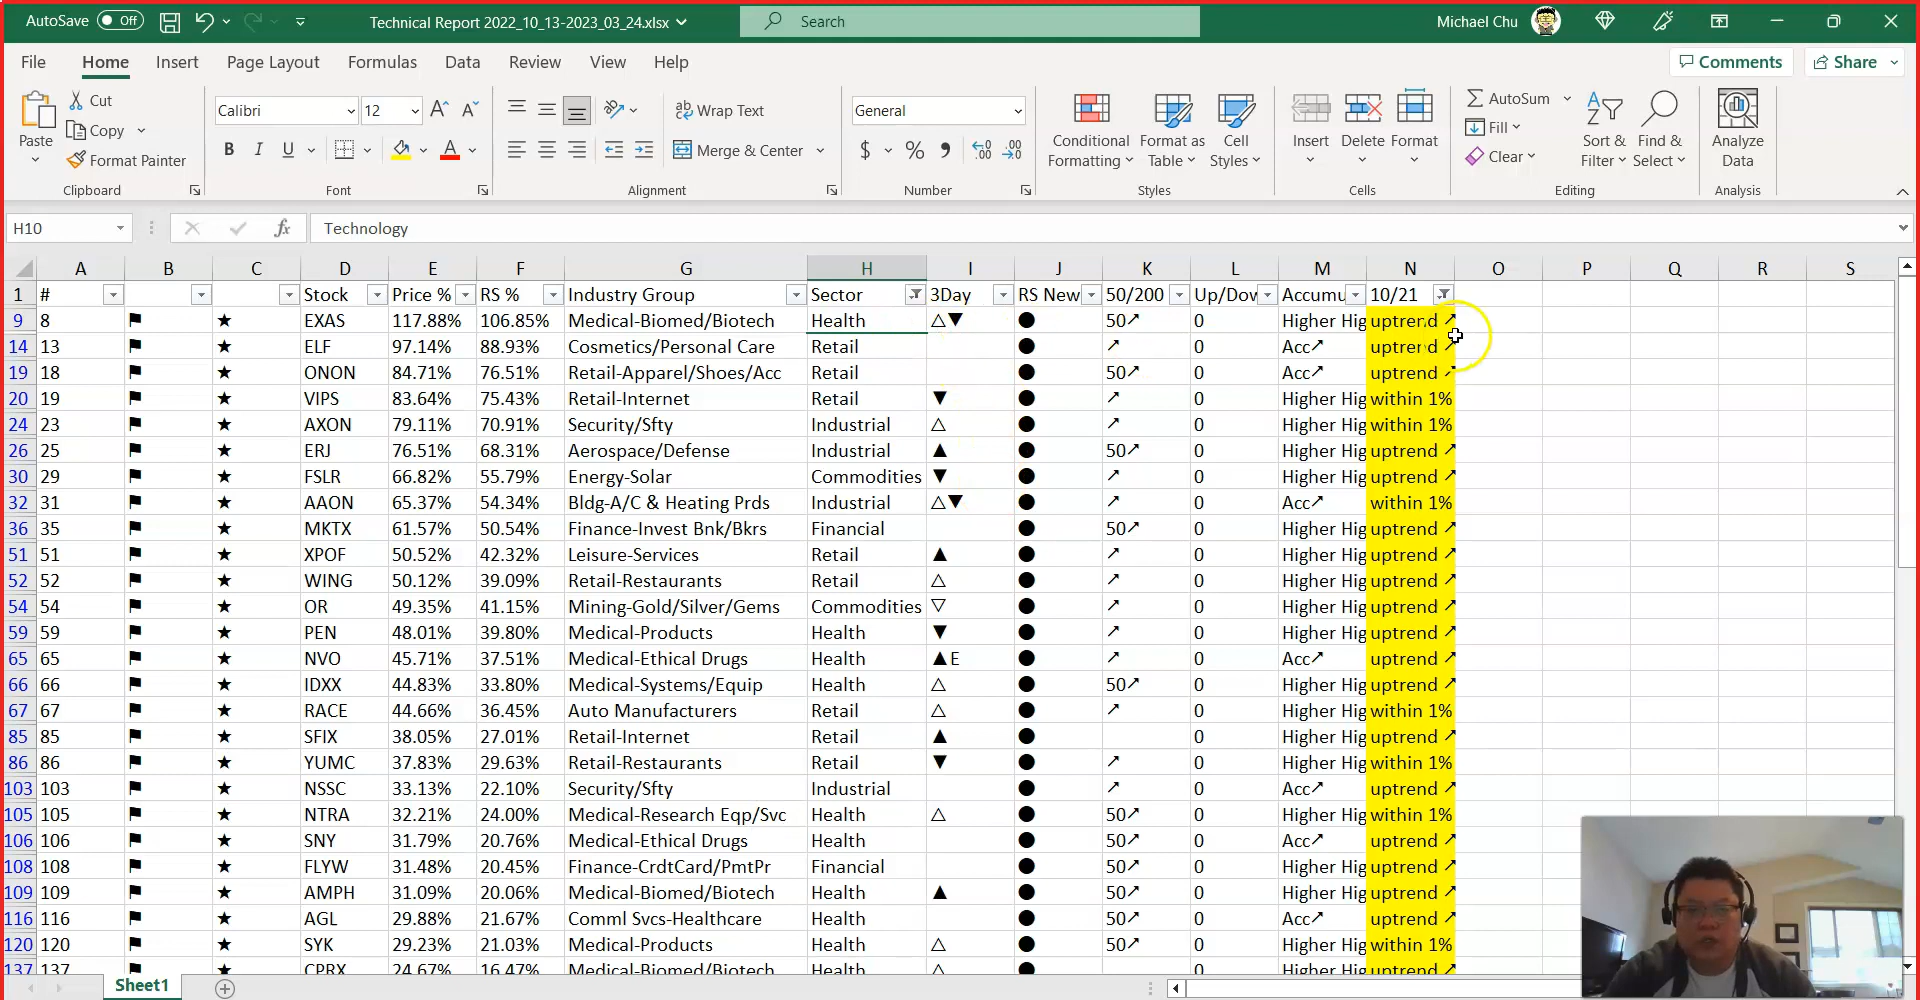 AutoSave Off Technical Report 2022_10_13-2023_03_24.xlsx Search Michael Chu
File Home Insert Page Layout Formulas Data Review View Help Comments Share
Paste Cut Copy Format Painter Clipboard
Calibri 12 B I U A Font
Wrap Text Merge & Center Alignment
General $ % Number
Conditional Formatting Format as Table Cell Styles Styles
Insert Delete Format Cells
AutoSum Fill Clear Sort & Filter Find & Select Editing
Analyze Data Analysis
H10 fx Technology
A B C D E F G H I J K L M N O P Q R S
1 # Stock Price % RS % Industry Group Sector 3Day RS New 50/200 Up/Dow Accumu 10/21
9 8 ⚑ ★ EXAS 117.88% 106.85% Medical-Biomed/Biotech Health △▼ ● 50↗ 0 Higher Hig uptrend ↗
14 13 ⚑ ★ ELF 97.14% 88.93% Cosmetics/Personal Care Retail ● ↗ 0 Acc↗ uptrend ↗
19 18 ⚑ ★ ONON 84.71% 76.51% Retail-Apparel/Shoes/Acc Retail ● 50↗ 0 Acc↗ uptrend ↗
20 19 ⚑ ★ VIPS 83.64% 75.43% Retail-Internet Retail ▼ ● ↗ 0 Higher Hig within 1%
24 23 ⚑ ★ AXON 79.11% 70.91% Security/Sfty Industrial △ ● ↗ 0 Higher Hig within 1%
26 25 ⚑ ★ ERJ 76.51% 68.31% Aerospace/Defense Industrial ▲ ● 50↗ 0 Higher Hig uptrend ↗
30 29 ⚑ ★ FSLR 66.82% 55.79% Energy-Solar Commodities ▼ ● ↗ 0 Higher Hig uptrend ↗
32 31 ⚑ ★ AAON 65.37% 54.34% Bldg-A/C & Heating Prds Industrial △▼ ● ↗ 0 Acc↗ within 1%
36 35 ⚑ ★ MKTX 61.57% 50.54% Finance-Invest Bnk/Bkrs Financial ● 50↗ 0 Higher Hig uptrend ↗
51 51 ⚑ ★ XPOF 50.52% 42.32% Leisure-Services Retail ▲ ● ↗ 0 Higher Hig uptrend ↗
52 52 ⚑ ★ WING 50.12% 39.09% Retail-Restaurants Retail △ ● ↗ 0 Higher Hig uptrend ↗
54 54 ⚑ ★ OR 49.35% 41.15% Mining-Gold/Silver/Gems Commodities ▽ ● ↗ 0 Higher Hig uptrend ↗
59 59 ⚑ ★ PEN 48.01% 39.80% Medical-Products Health ▼ ● ↗ 0 Higher Hig uptrend ↗
65 65 ⚑ ★ NVO 45.71% 37.51% Medical-Ethical Drugs Health ▲E ● ↗ 0 Acc↗ uptrend ↗
66 66 ⚑ ★ IDXX 44.83% 33.80% Medical-Systems/Equip Health △ ● 50↗ 0 Higher Hig uptrend ↗
67 67 ⚑ ★ RACE 44.66% 36.45% Auto Manufacturers Retail △ ● ↗ 0 Higher Hig within 1%
85 85 ⚑ ★ SFIX 38.05% 27.01% Retail-Internet Retail ▲ ● 0 Higher Hig uptrend ↗
86 86 ⚑ ★ YUMC 37.83% 29.63% Retail-Restaurants Retail ▼ ● ↗ 0 Higher Hig within 1%
103 103 ⚑ ★ NSSC 33.13% 22.10% Security/Sfty Industrial ● ↗ 0 Acc↗ uptrend ↗
105 105 ⚑ ★ NTRA 32.21% 24.00% Medical-Research Eqp/Svc Health △ ● 50↗ 0 Higher Hig within 1%
106 106 ⚑ ★ SNY 31.79% 20.76% Medical-Ethical Drugs Health ● 50↗ 0 Acc↗ uptrend ↗
108 108 ⚑ ★ FLYW 31.48% 20.45% Finance-CrdtCard/PmtPr Financial ● 50↗ 0 Higher Hig uptrend ↗
109 109 ⚑ ★ AMPH 31.09% 20.06% Medical-Biomed/Biotech Health ▲ ● 50↗ 0 Higher Hig uptrend ↗
116 116 ⚑ ★ AGL 29.88% 21.67% Comml Svcs-Healthcare Health ● 50↗ 0 Acc↗ uptrend ↗
120 120 ⚑ ★ SYK 29.23% 21.03% Medical-Products Health △ ● 50↗ 0 Higher Hig within 1%
137 137 ⚑ ★ CPRX 24.67% 16.47% Medical-Biomed/Biotech Health △ ● 0 Higher Hig uptrend ↗
Sheet1